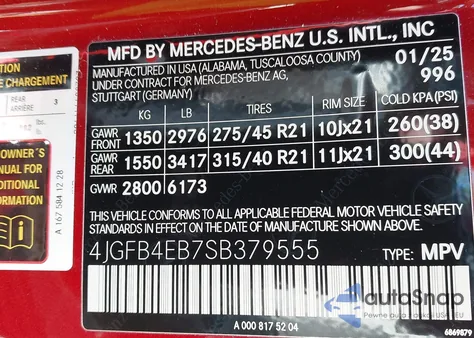 TION
E CHARGEMENT
REAR
ARRIÈRE 3
OWNER'S
NUAL FOR
DITIONAL
ORMATION
A 167 584 12 28
MFD BY MERCEDES-BENZ U.S. INTL., INC
MANUFACTURED IN USA (ALABAMA, TUSCALOOSA COUNTY) 01/25
UNDER CONTRACT FOR MERCEDES-BENZ AG, 996
STUTTGART (GERMANY)
KG LB TIRES RIM SIZE COLD KPA(PSI)
GAWR FRONT 1350 2976 275/45 R21 10Jx21 260(38)
GAWR REAR 1550 3417 315/40 R21 11Jx21 300(44)
GWR 2800 6173
THIS VEHICLE CONFORMS TO ALL APPLICABLE FEDERAL MOTOR VEHICLE SAFETY
STANDARDS IN EFFECT ON THE DATE OF MANUFACTURE SHOWN ABOVE.
4JGFB4EB7SB379555 TYPE: MPV
A 000 817 52 04
6869879
autoSnap